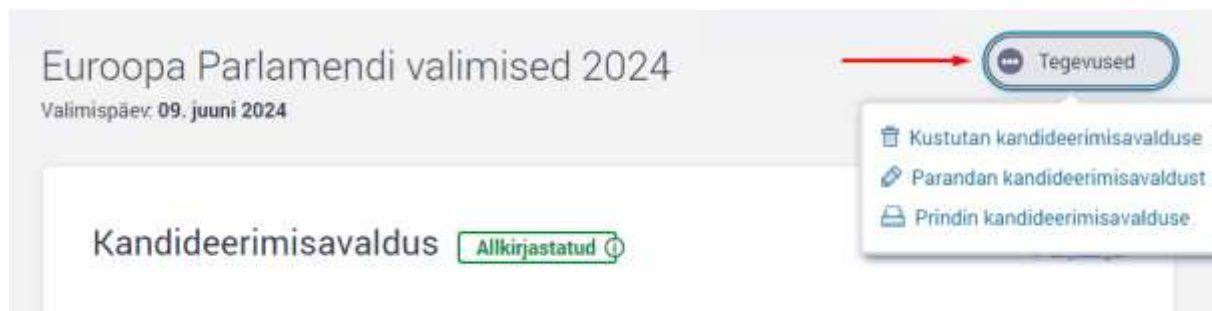 Euroopa Parlamendi valimised 2024
Valimispäev: 09. juuni 2024
Tegevused
Kustutan kandideerimisavalduse
Parandan kandideerimisavaldust
Prindin kandideerimisavalduse
Kandideerimisavaldus
Allkirjastatud